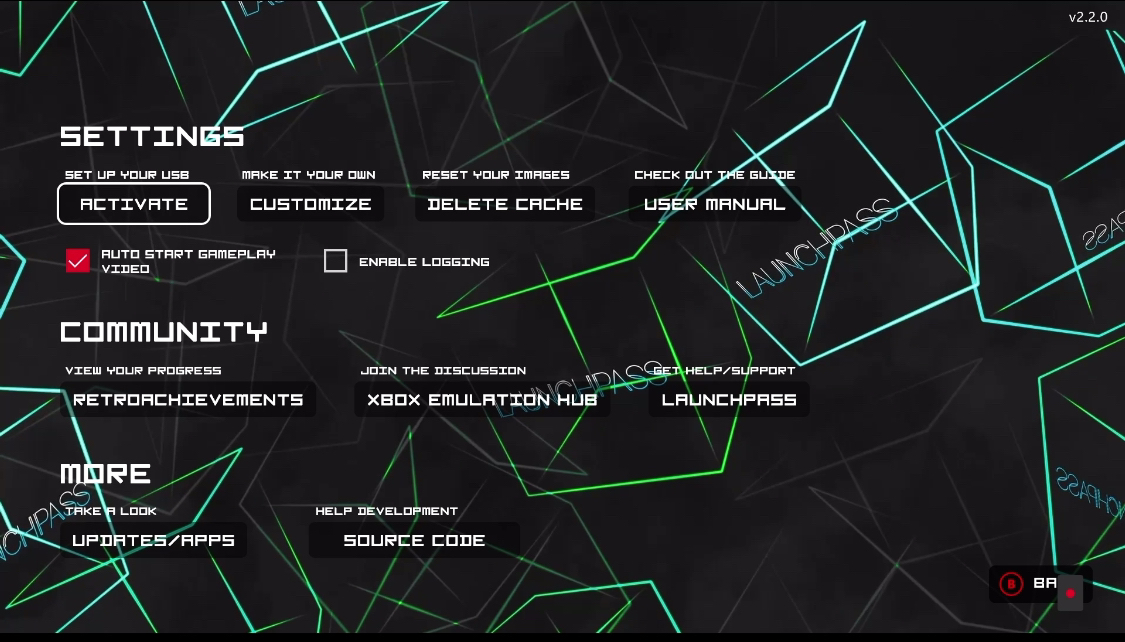 v2.2.0
SETTINGS
SET UP YOUR USB
MAKE IT YOUR OWN
RESET YOUR IMAGES
CHECK OUT THE GUIDE
ACTIVATE
CUSTOMIZE
DELETE CACHE
USER MANUAL
AUTO START GAMEPLAY
VIDEO
ENABLE LOGGING
LAUNCHPASS
COMMUNITY
VIEW YOUR PROGRESS
JOIN THE DISCUSSION
GET HELP/SUPPORT
RETROACHIEVEMENTS
XBOX EMULATION HUB
LAUNCHPASS
LAUNCHPASS
MORE
TAKE A LOOK
HELP DEVELOPMENT
UPDATES/APPS
SOURCE CODE
B